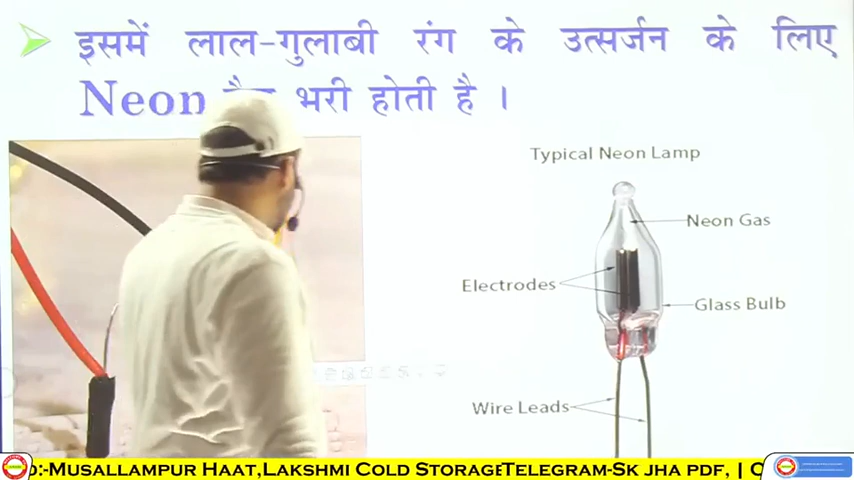 इसमें लाल-गुलाबी रंग के उत्सर्जन के लिए
Neon भरी होती है ।
Typical Neon Lamp
Neon Gas
Electrodes
Glass Bulb
Wire Leads
:-Musallampur Haat,Lakshmi Cold Storage
Telegram-Sk jha pdf, |